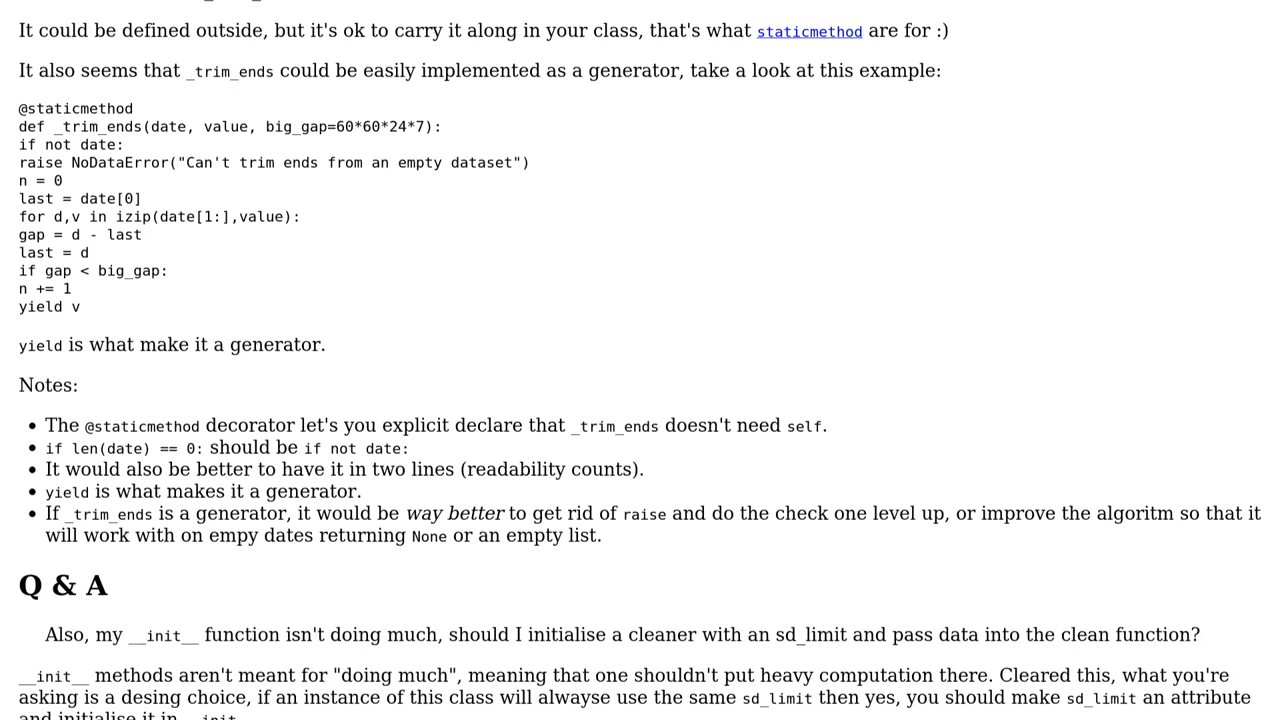 It could be defined outside, but it's ok to carry it along in your class, that's what staticmethod are for :)
It also seems that _trim_ends could be easily implemented as a generator, take a look at this example:
@staticmethod
def _trim_ends(date, value, big_gap=60*60*24*7):
if not date:
raise NoDataError("Can't trim ends from an empty dataset")
n = 0
last = date[0]
for d,v in izip(date[1:],value):
gap = d - last
last = d
if gap < big_gap:
n += 1
yield v
yield is what make it a generator.
Notes:
• The @staticmethod decorator let's you explicit declare that _trim_ends doesn't need self.
• if len(date) == 0: should be if not date:
• It would also be better to have it in two lines (readability counts).
• yield is what makes it a generator.
• If _trim_ends is a generator, it would be way better to get rid of raise and do the check one level up, or improve the algoritm so that it
will work with on empy dates returning None or an empty list.
Q & A
Also, my __init__ function isn't doing much, should I initialise a cleaner with an sd_limit and pass data into the clean function?
__init__ methods aren't meant for "doing much", meaning that one shouldn't put heavy computation there. Cleared this, what you're
asking is a desing choice, if an instance of this class will alwayse use the same sd_limit then yes, you should make sd_limit an attribute
and initialise it in __init__